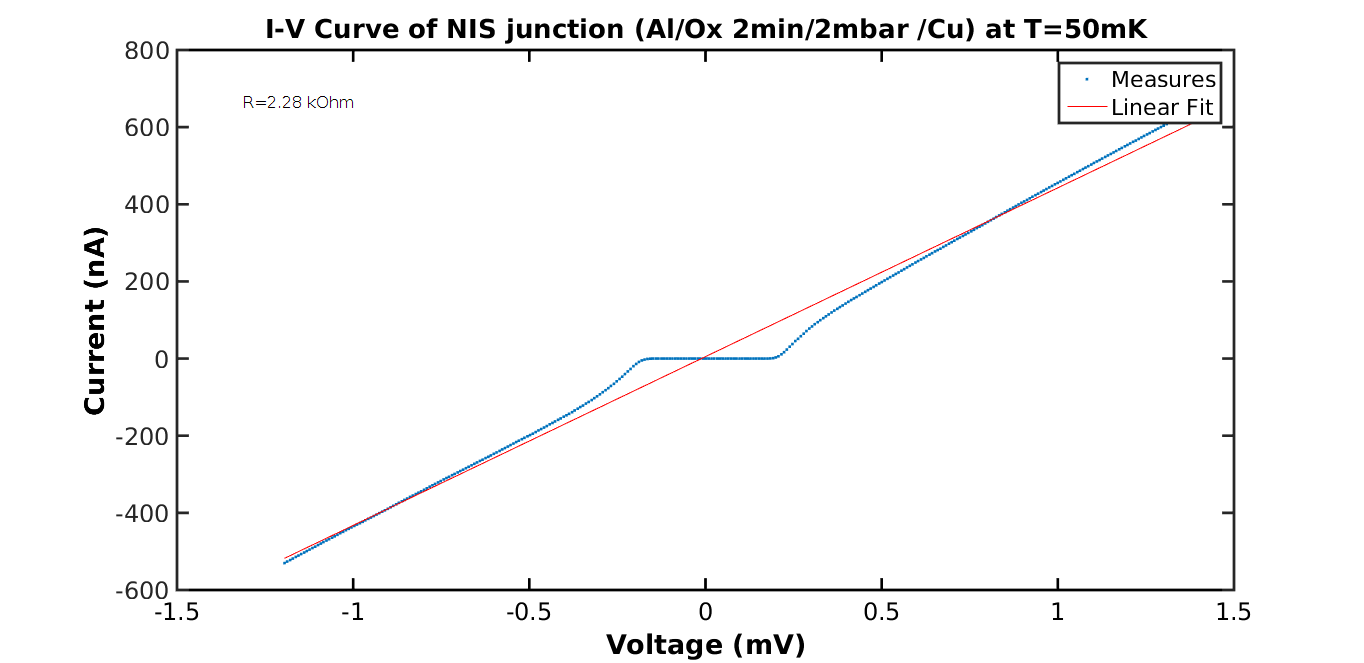 I-V Curve of NIS junction (Al/Ox 2min/2mbar /Cu) at T=50mK
800
600
400
200
0
-200
-400
-600
Current (nA)
R=2.28 kOhm
Measures
Linear Fit
-1.5
-1
-0.5
0
0.5
1
1.5
Voltage (mV)